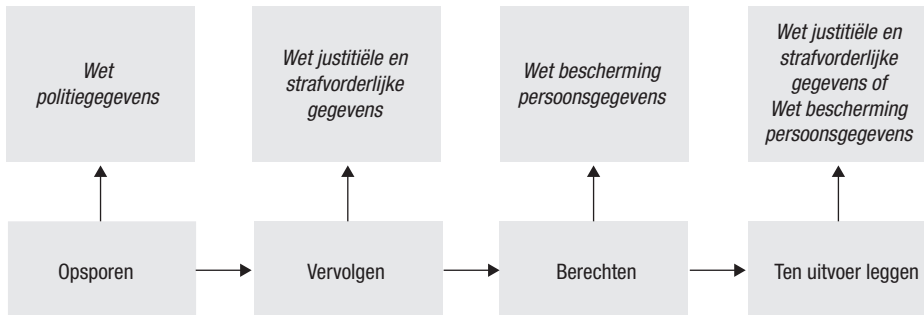 Wet
politiegegevens
Wet justitiële en
strafvorderlijke
gegevens
Wet bescherming
persoonsgegevens
Wet justitiële en
strafvorderlijke
gegevens of
Wet bescherming
persoonsgegevens
Opsporen
Vervolgen
Berechten
Ten uitvoer leggen